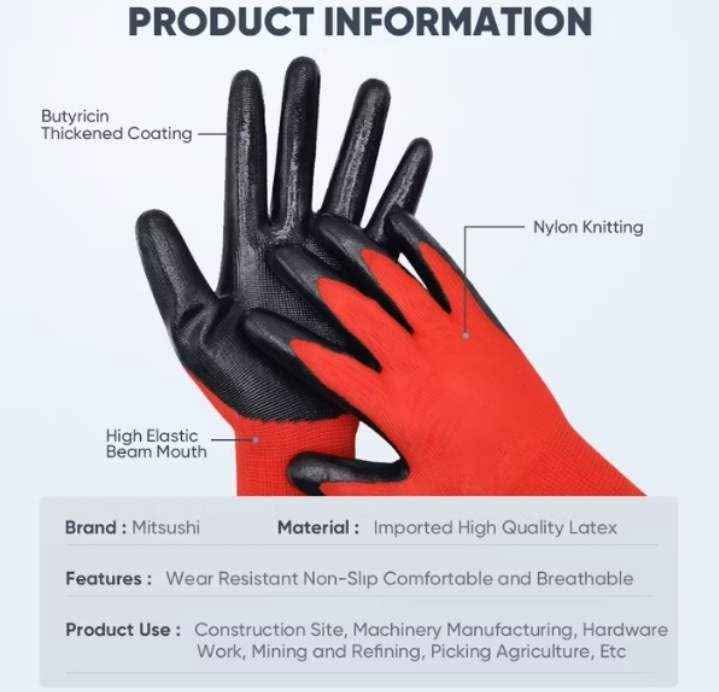 PRODUCT INFORMATION
Butyricin
Thickened Coating
Nylon Knitting
High Elastic
Beam Mouth
Brand : Mitsushi Material : Imported High Quality Latex
Features : Wear Resistant Non-Slip Comfortable and Breathable
Product Use : Construction Site, Machinery Manufacturing, Hardware
Work, Mining and Refining, Picking Agriculture, Etc